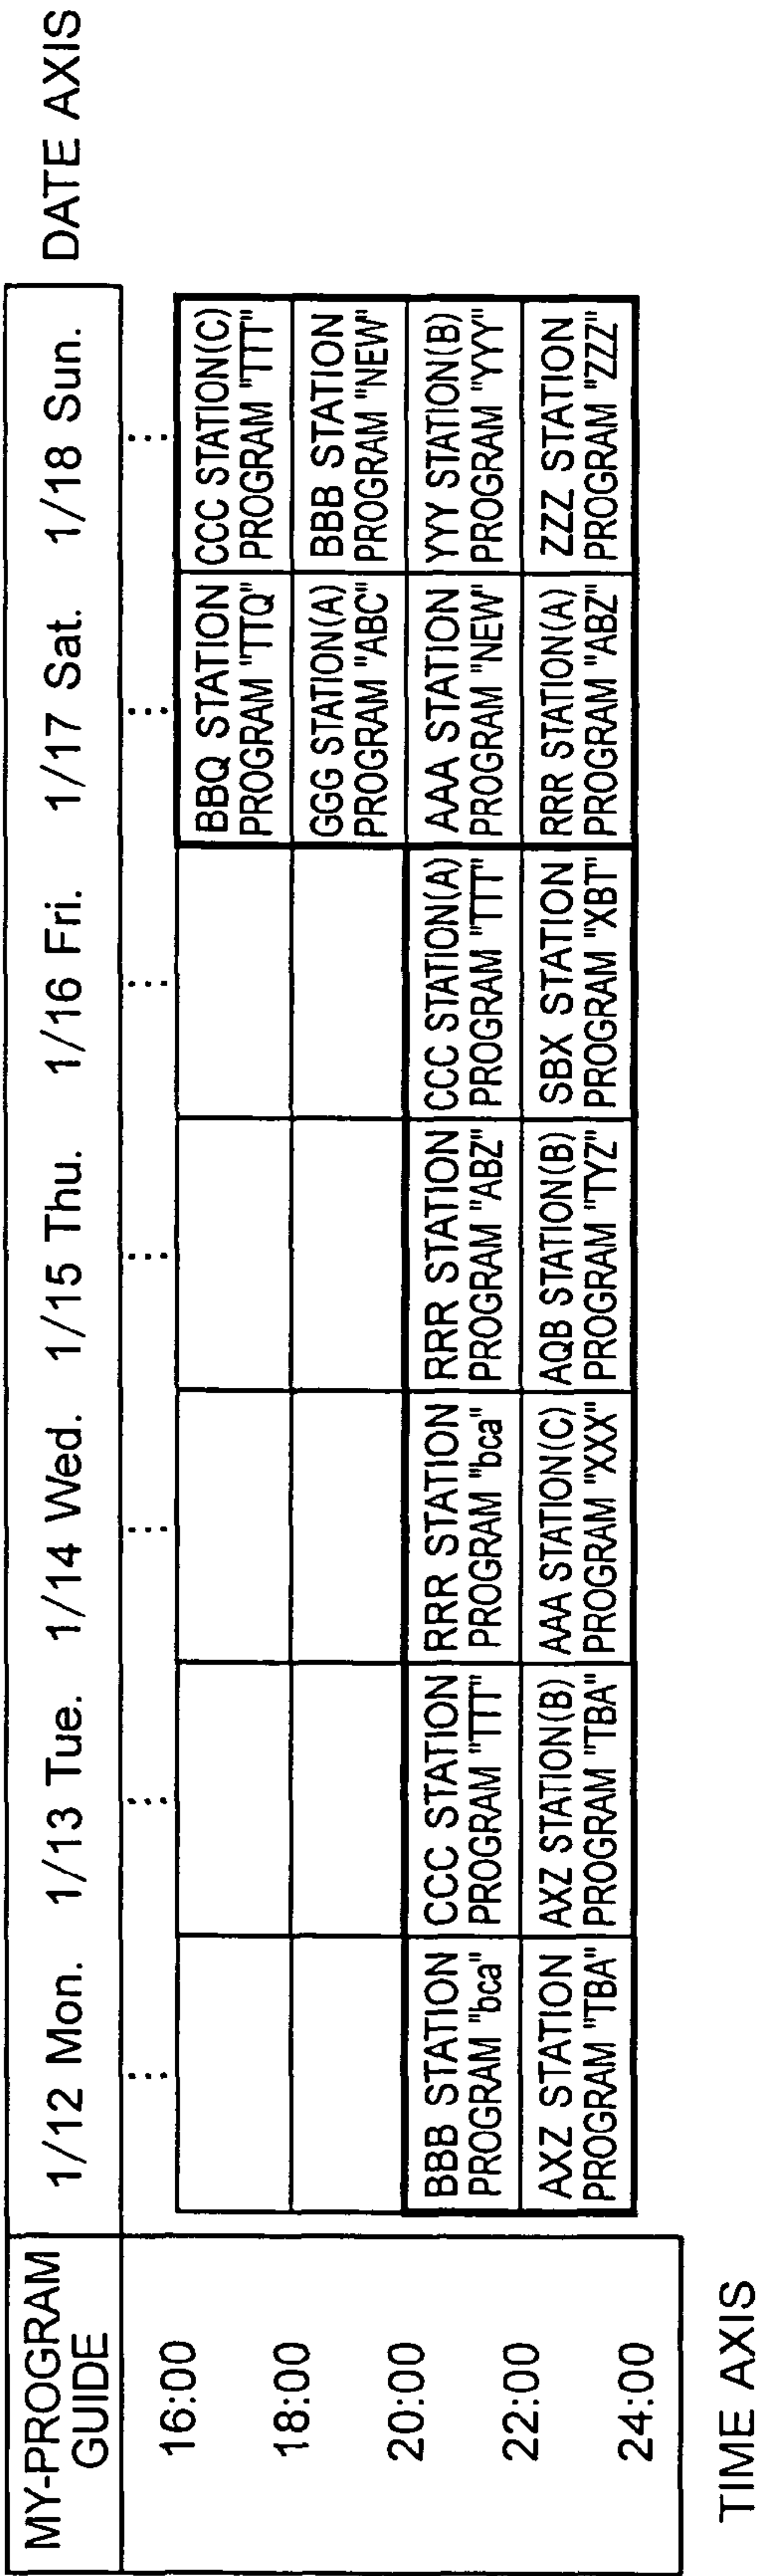 MY-PROGRAM
GUIDE
1/12 Mon.
1/13 Tue.
1/14 Wed.
1/15 Thu.
1/16 Fri.
1/17 Sat.
1/18 Sun.
DATE AXIS
...
...
...
...
...
...
...
16:00
BBQ STATION
PROGRAM "TTQ"
CCC STATION(C)
PROGRAM "TTT"
18:00
GGG STATION(A)
PROGRAM "ABC"
BBB STATION
PROGRAM "NEW"
20:00
BBB STATION
PROGRAM "bca"
CCC STATION
PROGRAM "TTT"
RRR STATION
PROGRAM "bca"
RRR STATION
PROGRAM "ABZ"
CCC STATION(A)
PROGRAM "TTT"
AAA STATION
PROGRAM "NEW"
YYY STATION(B)
PROGRAM "YYY"
22:00
AXZ STATION
PROGRAM "TBA"
AXZ STATION(B)
PROGRAM "TBA"
AAA STATION(C)
PROGRAM "XXX"
AQB STATION(B)
PROGRAM "TYZ"
SBX STATION
PROGRAM "XBT"
RRR STATION(A)
PROGRAM "ABZ"
ZZZ STATION
PROGRAM "ZZZ"
24:00
TIME AXIS